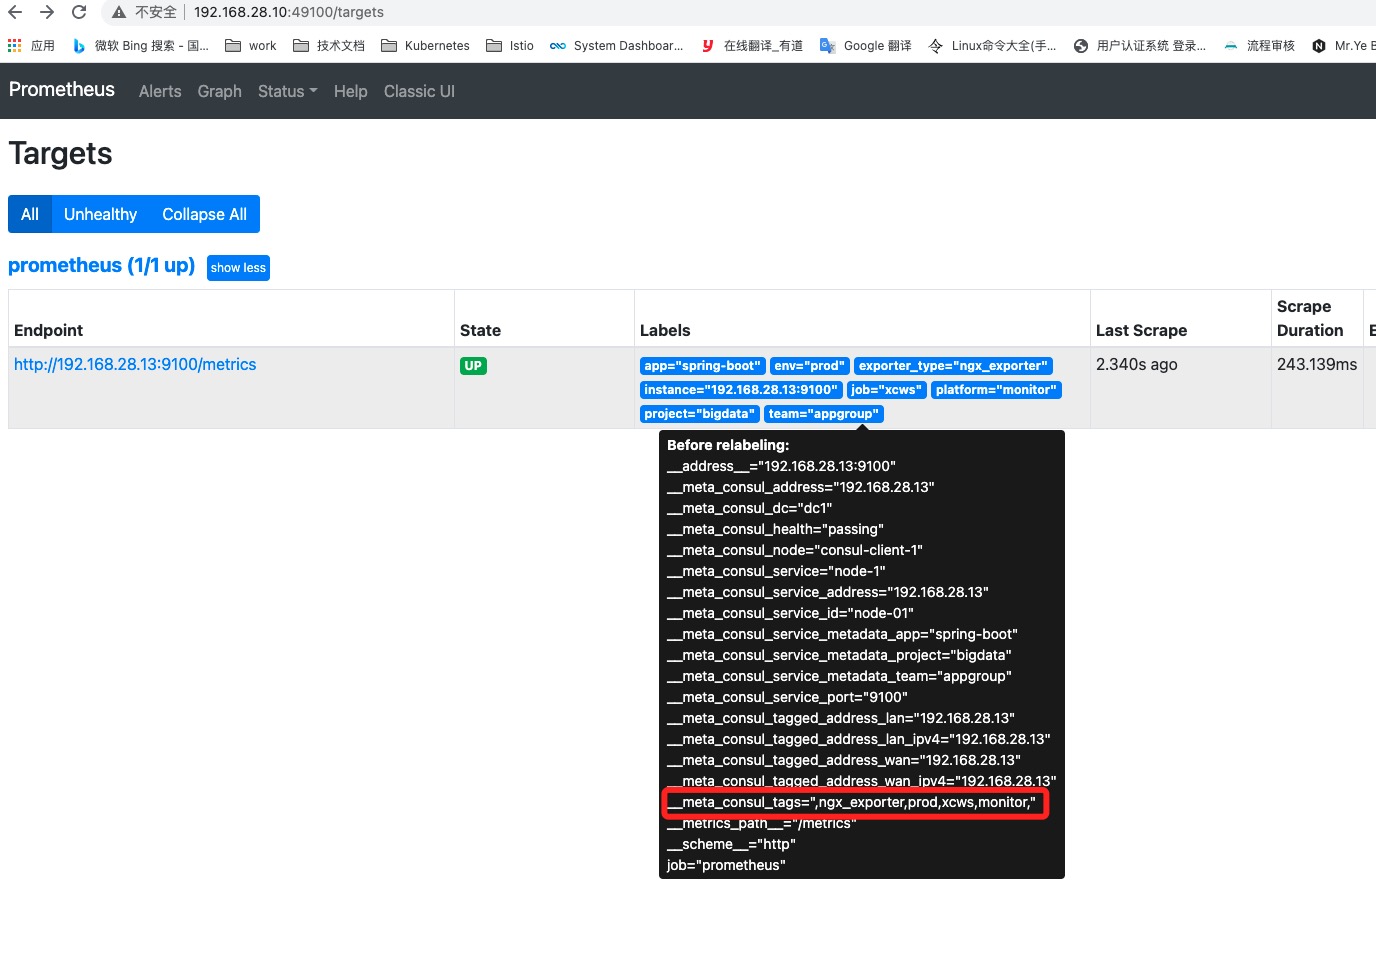 不安全 192.168.28.10:49100/targets
应用 微软 Bing 搜索 - 国... work 技术文档 Kubernetes Istio System Dashboar... 在线翻译_有道 Google 翻译 Linux命令大全(手... 用户认证系统 登录... 流程审核 Mr.Ye B
Prometheus Alerts Graph Status Help Classic UI
Targets
All Unhealthy Collapse All
prometheus (1/1 up) show less
Endpoint State Labels Last Scrape Scrape Duration E
http://192.168.28.13:9100/metrics UP app="spring-boot" env="prod" exporter_type="ngx_exporter" 2.340s ago 243.139ms
instance="192.168.28.13:9100" job="xcws" platform="monitor"
project="bigdata" team="appgroup"
Before relabeling:
__address__="192.168.28.13:9100"
__meta_consul_address="192.168.28.13"
__meta_consul_dc="dc1"
__meta_consul_health="passing"
__meta_consul_node="consul-client-1"
__meta_consul_service="node-1"
__meta_consul_service_address="192.168.28.13"
__meta_consul_service_id="node-01"
__meta_consul_service_metadata_app="spring-boot"
__meta_consul_service_metadata_project="bigdata"
__meta_consul_service_metadata_team="appgroup"
__meta_consul_service_port="9100"
__meta_consul_tagged_address_lan="192.168.28.13"
__meta_consul_tagged_address_lan_ipv4="192.168.28.13"
__meta_consul_tagged_address_wan="192.168.28.13"
__meta_consul_tagged_address_wan_ipv4="192.168.28.13"
__meta_consul_tags=",ngx_exporter,prod,xcws,monitor,"
__metrics_path__="/metrics"
__scheme__="http"
job="prometheus"